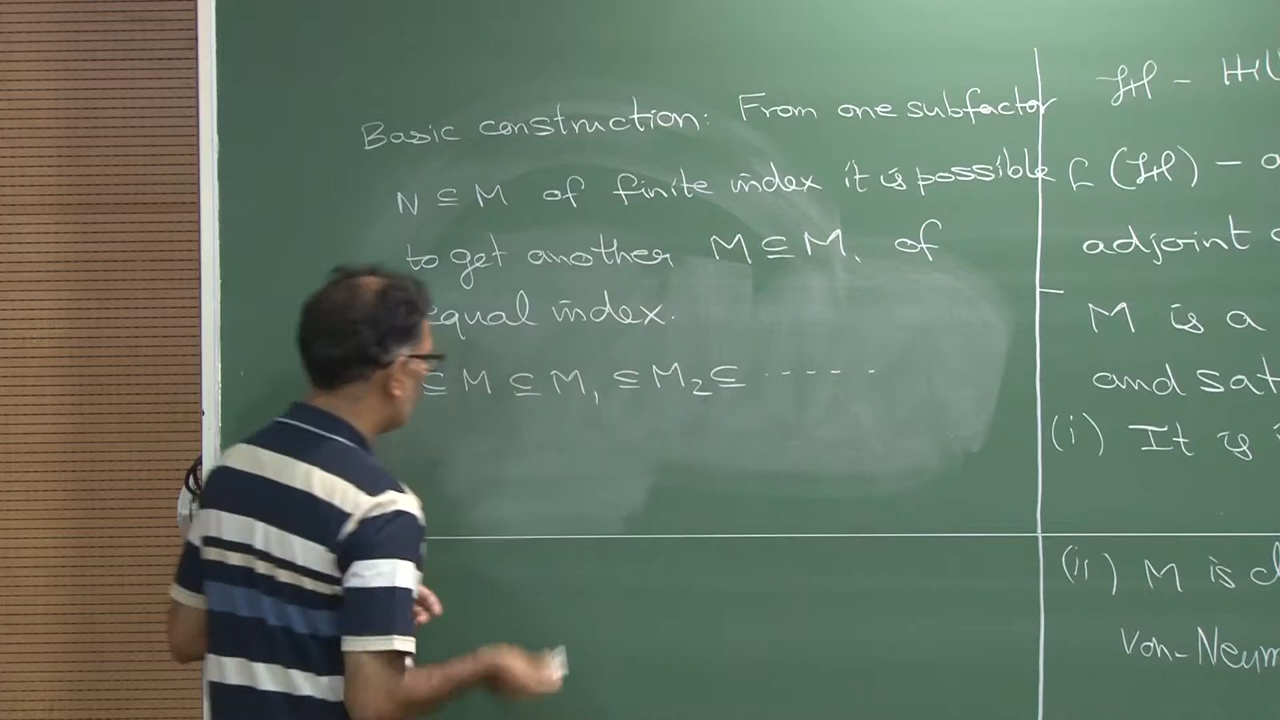 Basic construction: From one subfactor
N ⊆ M of finite index it is possible
to get another M ⊆ M₁ of
equal index.
⊆ M ⊆ M₁ ⊆ M₂ ⊆ -----
ℋ -
L (ℋ) -
adjoint
M is a
and sat
(i) It is
(ii) M is cl
Von-Neum